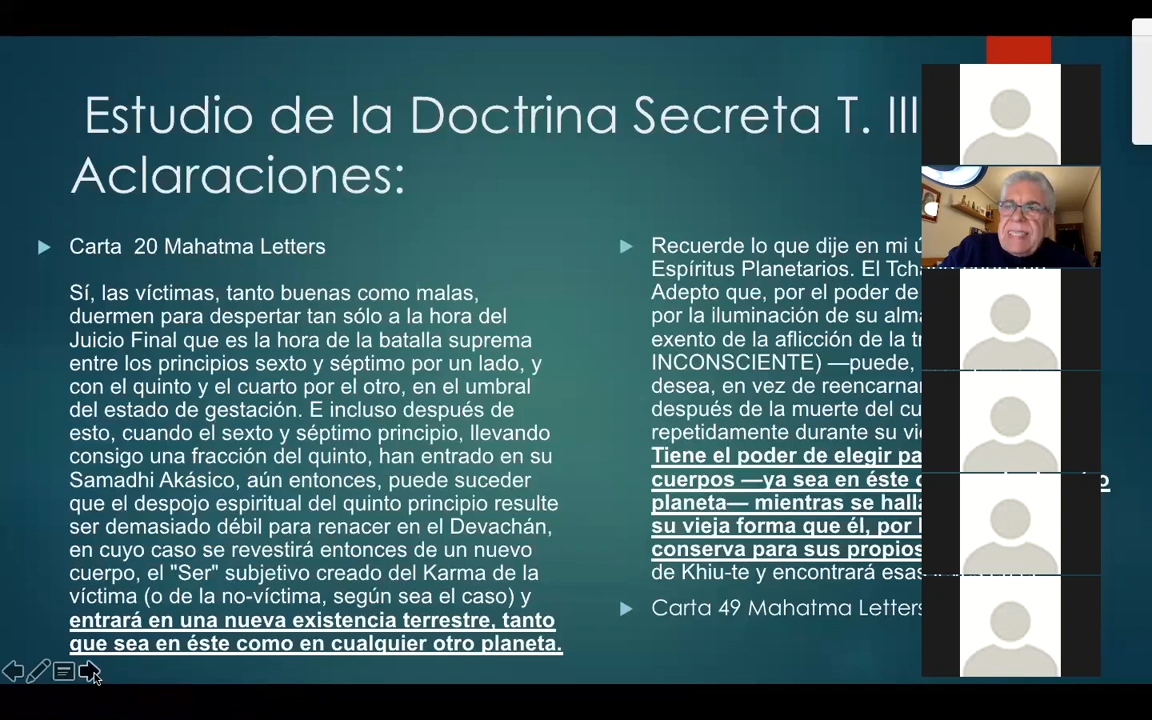 Estudio de la Doctrina Secreta T. III
Aclaraciones:
Carta 20 Mahatma Letters
Sí, las víctimas, tanto buenas como malas,
duermen para despertar tan sólo a la hora del
Juicio Final que es la hora de la batalla suprema
entre los principios sexto y séptimo por un lado, y
con el quinto y el cuarto por el otro, en el umbral
del estado de gestación. E incluso después de
esto, cuando el sexto y séptimo principio, llevando
consigo una fracción del quinto, han entrado en su
Samadhi Akásico, aún entonces, puede suceder
que el despojo espiritual del quinto principio resulte
ser demasiado débil para renacer en el Devachán,
en cuyo caso se revestirá entonces de un nuevo
cuerpo, el "Ser" subjetivo creado del Karma de la
víctima (o de la no-víctima, según sea el caso) y
entrará en una nueva existencia terrestre, tanto
que sea en éste como en cualquier otro planeta.
Recuerde lo que dije en mi
Espíritus Planetarios. El
Adepto que, por el poder de
por la iluminación de su
exento de la aflicción de la
INCONSCIENTE) —puede,
desea, en vez de
después de la muerte del
repetidamente durante su
Tiene el poder de elegir
cuerpos —ya sea en éste
planeta— mientras se
su vieja forma que él, por
conserva para sus propios
de Khiu-te y encontrará
Carta 49 Mahatma Letters